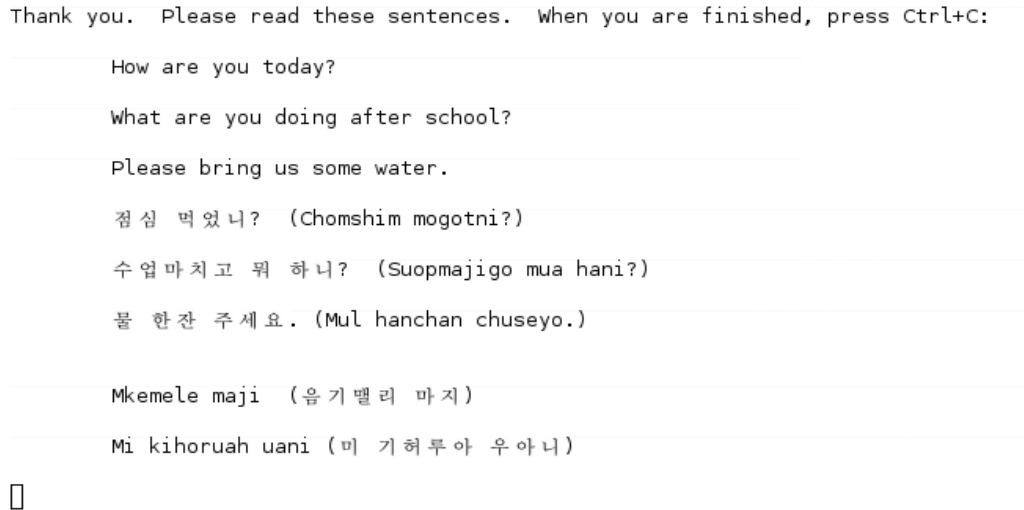 Thank you.  Please read these sentences.  When you are finished, press Ctrl+C:
How are you today?
What are you doing after school?
Please bring us some water.
점심 먹었니?  (Chomshim mogotni?)
수업마치고 뭐 하니?  (Suopmajigo mua hani?)
물 한잔 주세요. (Mul hanchan chuseyo.)
Mkemele maji  (음기맬리 마지)
Mi kihoruah uani (미 기허루아 우아니)